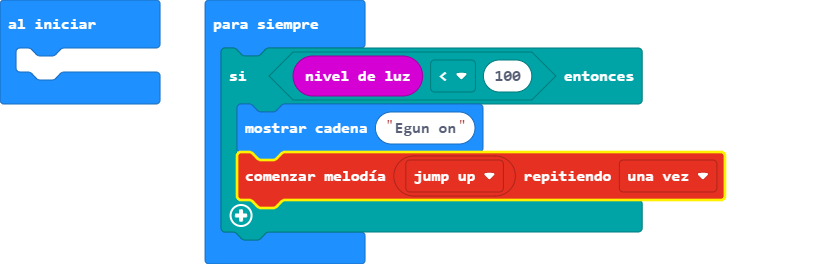 al iniciar
para siempre
si nivel de luz < 100 entonces
mostrar cadena "Egun on"
comenzar melodía jump up repitiendo una vez